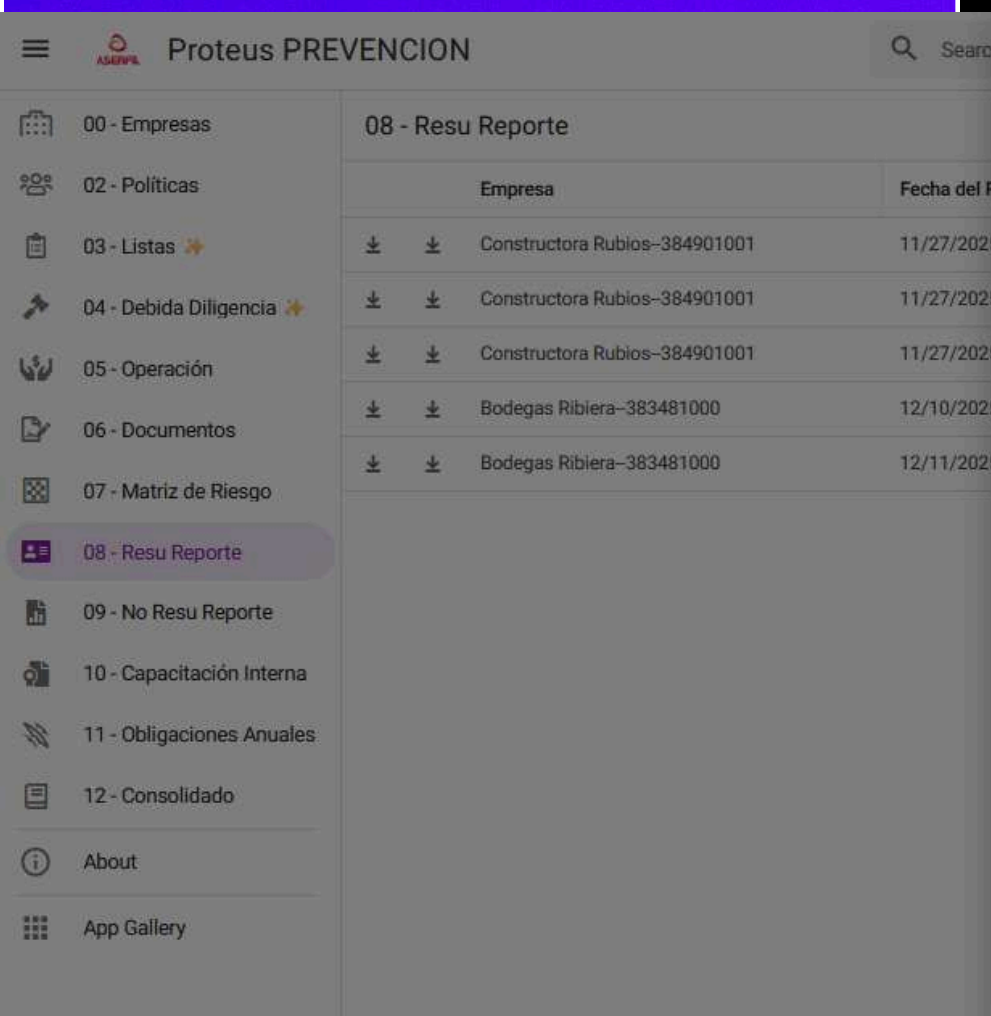 ASERFIL
Proteus PREVENCION
Searc
00 - Empresas
02 - Políticas
03 - Listas ✨
04 - Debida Diligencia ✨
05 - Operación
06 - Documentos
07 - Matriz de Riesgo
08 - Resu Reporte
09 - No Resu Reporte
10 - Capacitación Interna
11 - Obligaciones Anuales
12 - Consolidado
About
App Gallery
08 - Resu Reporte
Empresa Fecha del
Constructora Rubios--384901001 11/27/202
Constructora Rubios--384901001 11/27/202
Constructora Rubios--384901001 11/27/202
Bodegas Ribiera--383481000 12/10/202
Bodegas Ribiera--383481000 12/11/202